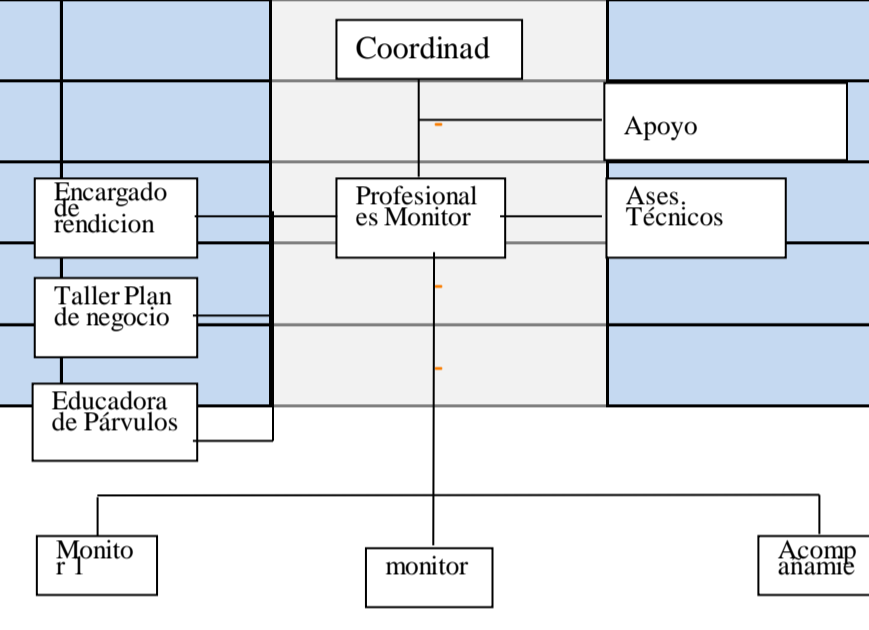 Coordinad
Apoyo
Encargado
de
rendicion
Profesional
es Monitor
Ases.
Técnicos
Taller Plan
de negocio
Educadora
de Párvulos
Monito
r 1
monitor
Acomp
añamie